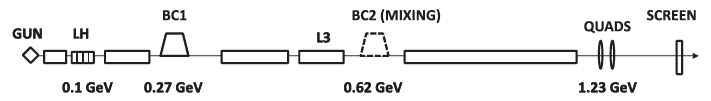 GUN LH BC1 L3 BC2 (MIXING) QUADS SCREEN
0.1 GeV 0.27 GeV 0.62 GeV 1.23 GeV